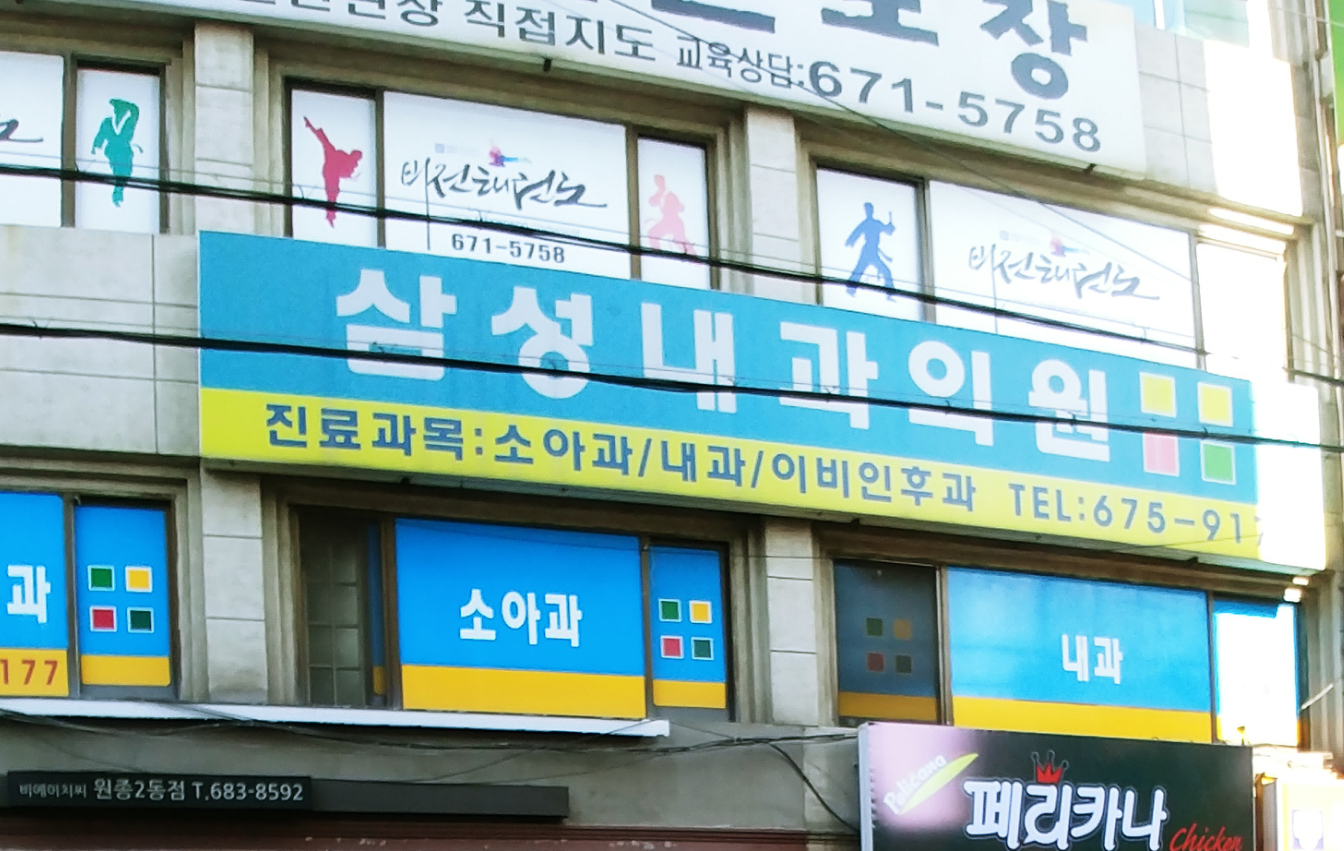 장 직접지도 교육상담:671-5758
비전태권도
671-5758
비전태권도
삼성내과의원
진료과목:소아과/내과/이비인후과 TEL:675-917
과
177
소아과
내과
비에이치씨 원종2동점 T.683-8592
Pelicana
페리카나
Chicken